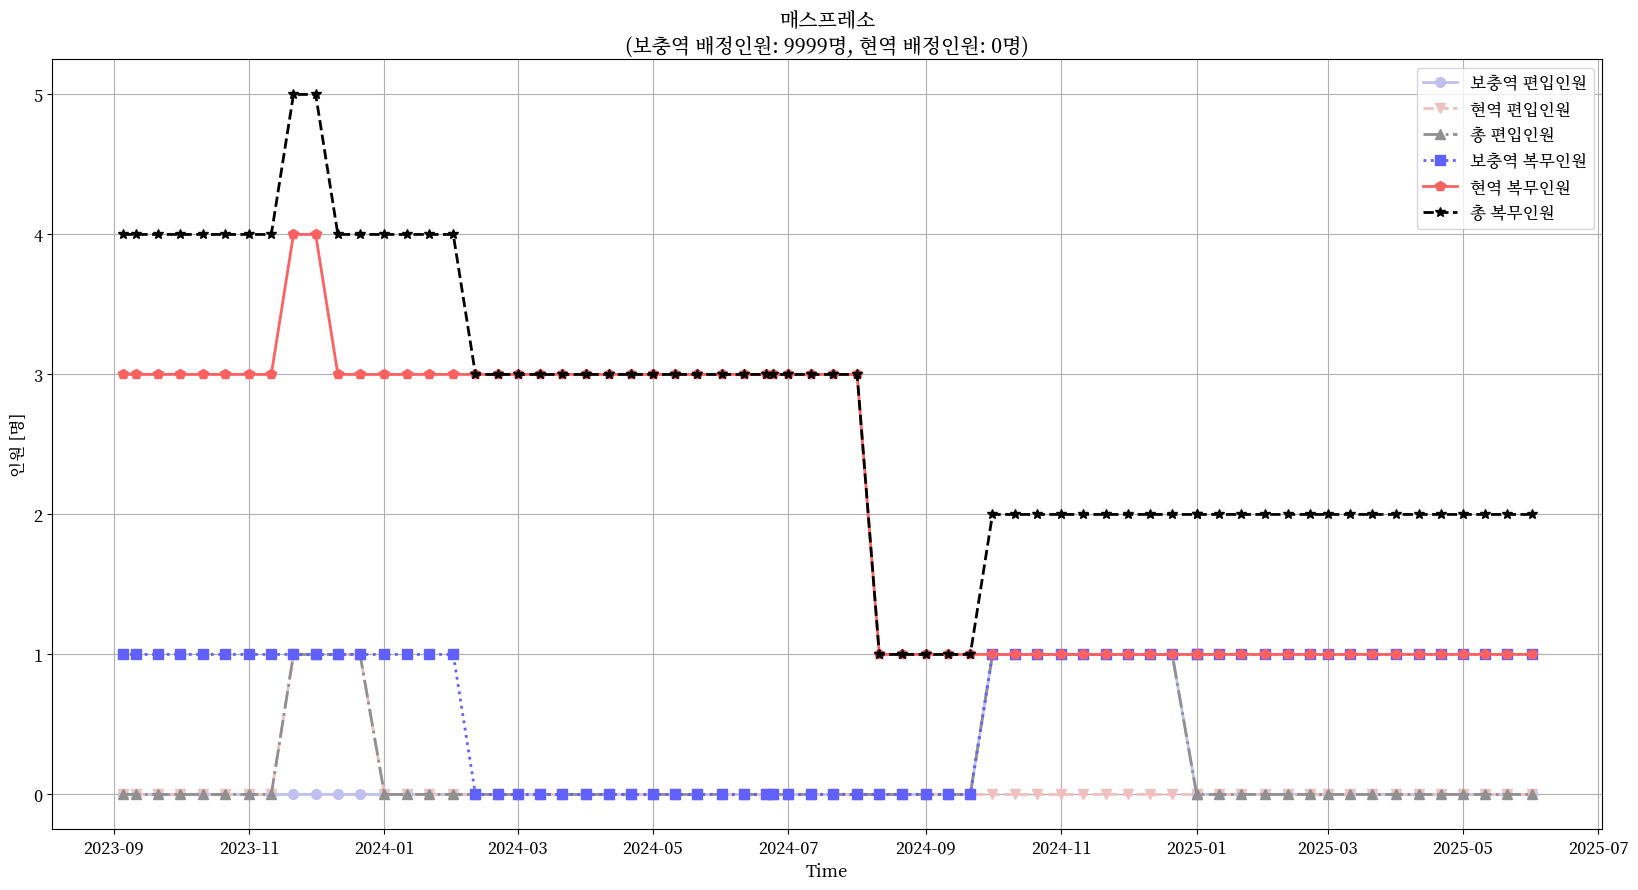 매스프레소
(보충역 배정인원: 9999명, 현역 배정인원: 0명)
보충역 편입인원
현역 편입인원
총 편입인원
보충역 복무인원
현역 복무인원
총 복무인원
인원 [명]
5
4
3
2
1
0
2023-09 2023-11 2024-01 2024-03 2024-05 2024-07 2024-09 2024-11 2025-01 2025-03 2025-05 2025-07
Time